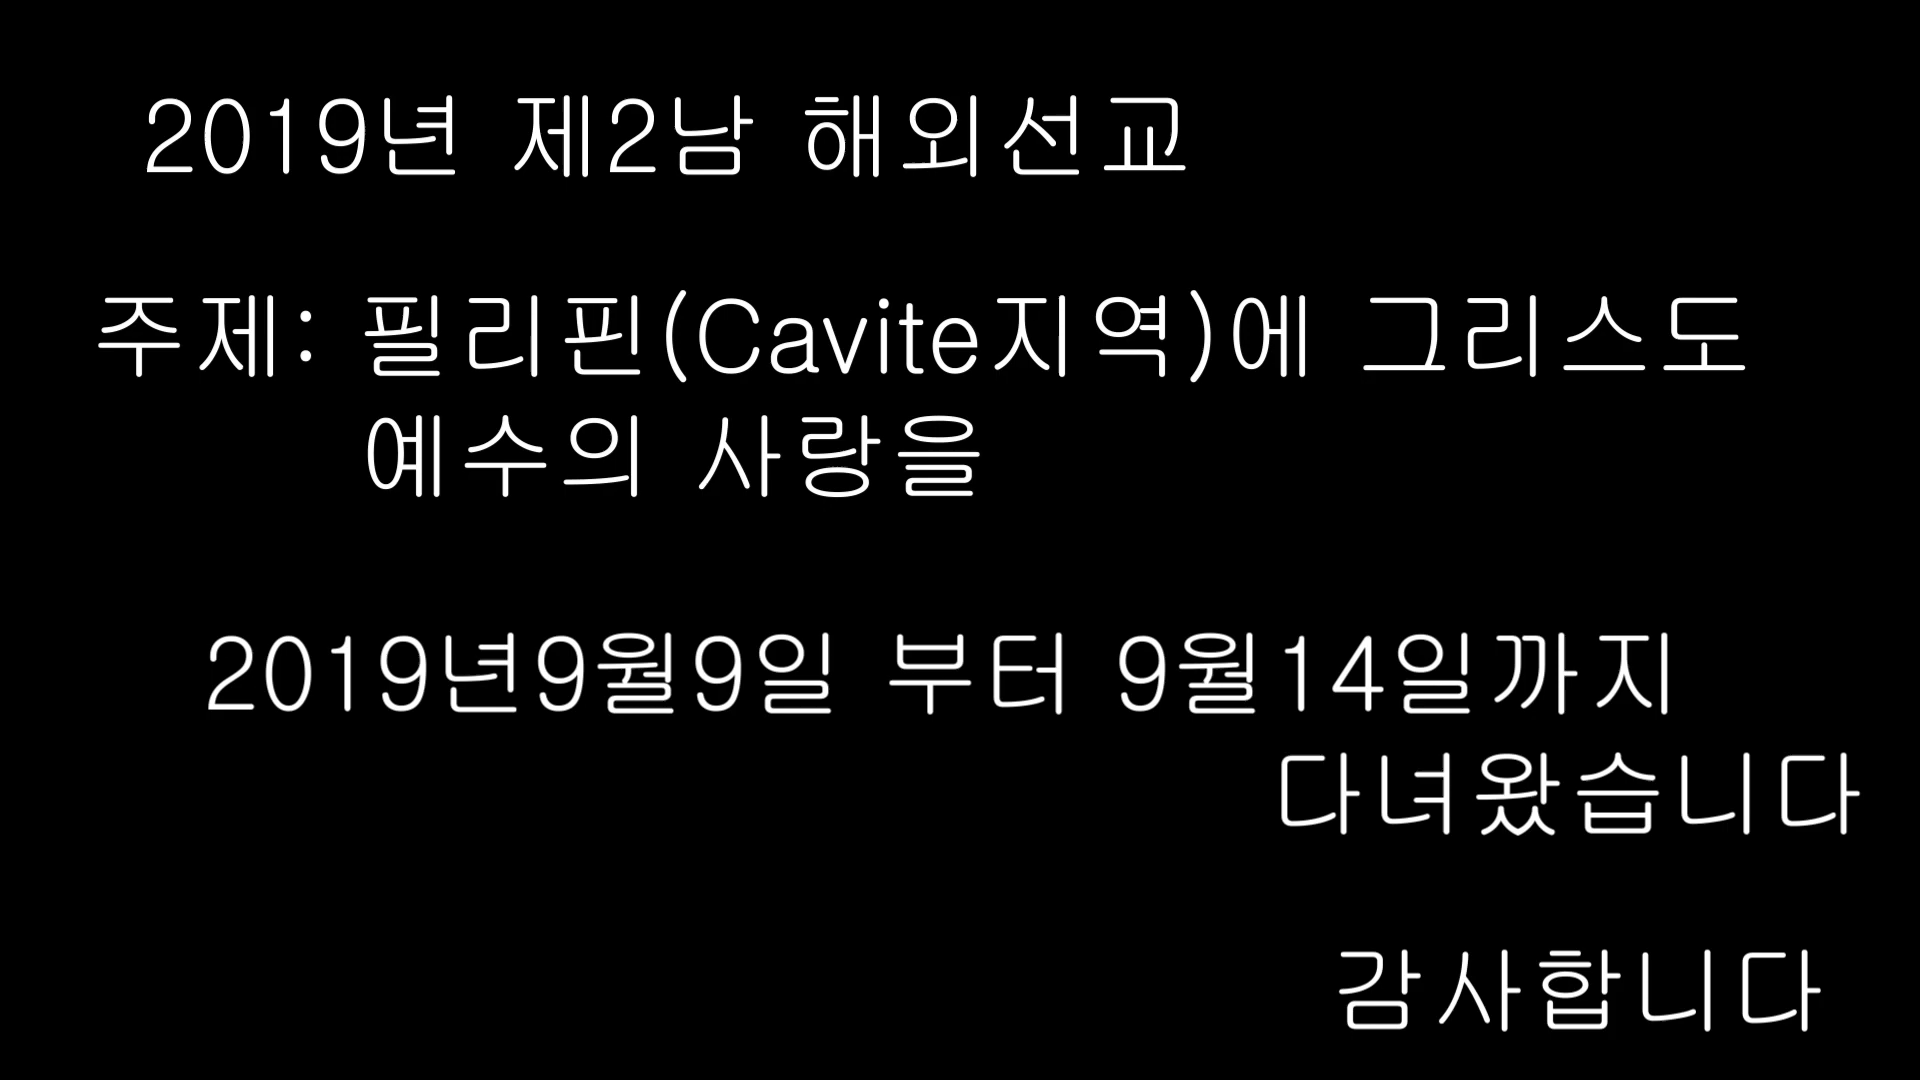 2019년 제2남 해외선교
주제: 필리핀(Cavite지역)에 그리스도
예수의 사랑을
2019년9월9일 부터 9월14일까지
다녀왔습니다
감사합니다